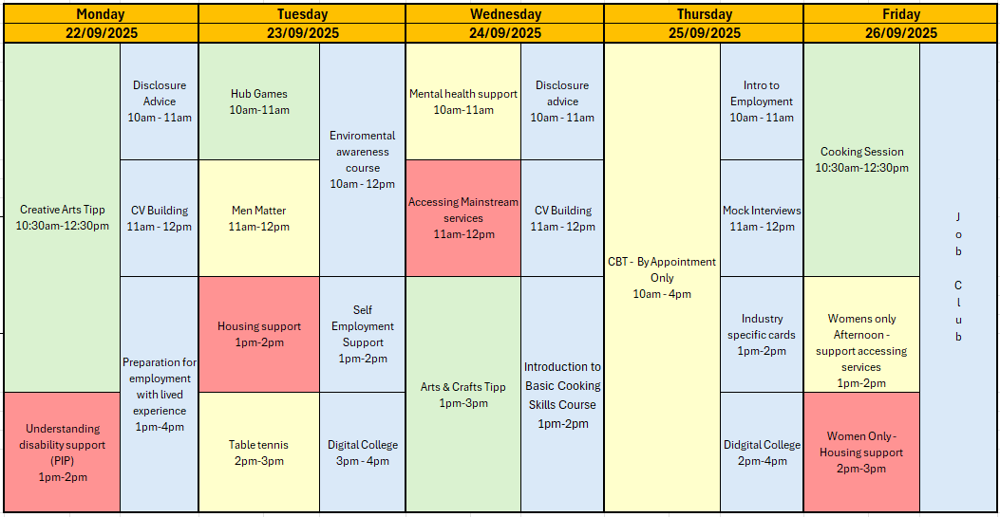 Monday
22/09/2025
Creative Arts Tipp
10:30am-12:30pm
Understanding
disability support
(PIP)
1pm-2pm
Disclosure
Advice
10am - 11am
CV Building
11am - 12pm
Preparation for
employment
with lived
experience
1pm-4pm
Tuesday
23/09/2025
Hub Games
10am-11am
Men Matter
11am-12pm
Housing support
1pm-2pm
Table tennis
2pm-3pm
Enviromental
awareness
course
10am - 12pm
Self
Employment
Support
1pm-2pm
Digital College
3pm - 4pm
Wednesday
24/09/2025
Mental health support
10am-11am
Accessing Mainstream
services
11am-12pm
Arts & Crafts Tipp
1pm-3pm
Disclosure
advice
10am - 11am
CV Building
11am - 12pm
Introduction to
Basic Cooking
Skills Course
1pm-2pm
Thursday
25/09/2025
CBT - By Appointment
Only
10am - 4pm
Intro to
Employment
10am - 11am
Mock Interviews
11am - 12pm
Industry
specific cards
1pm-2pm
Didgital College
2pm-4pm
Friday
26/09/2025
Cooking Session
10:30am-12:30pm
Womens only
Afternoon -
support accessing
services
1pm-2pm
Women Only -
Housing support
2pm-3pm
J
o
b
C
l
u
b